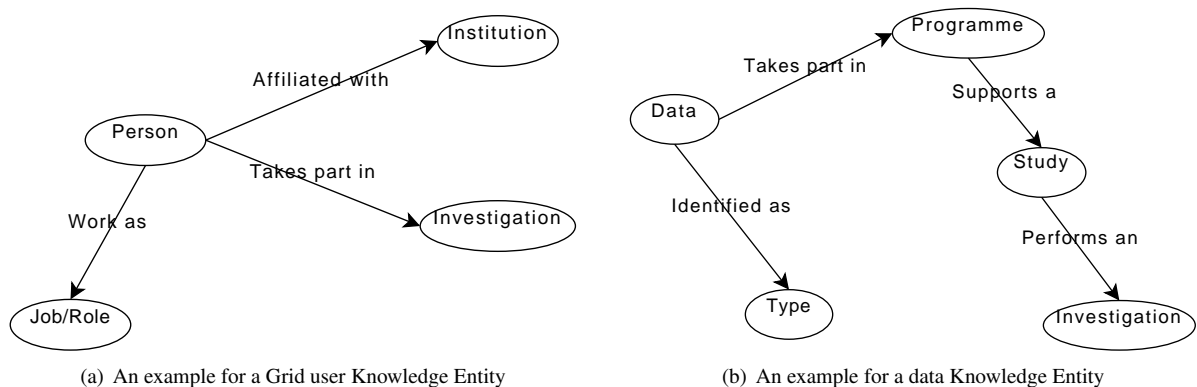 Institution
Affiliated with
Person
Takes part in
Investigation
Work as
Job/Role
(a) An example for a Grid user Knowledge Entity
Programme
Takes part in
Supports a
Data
Study
Identified as
Performs an
Type
Investigation
(b) An example for a data Knowledge Entity